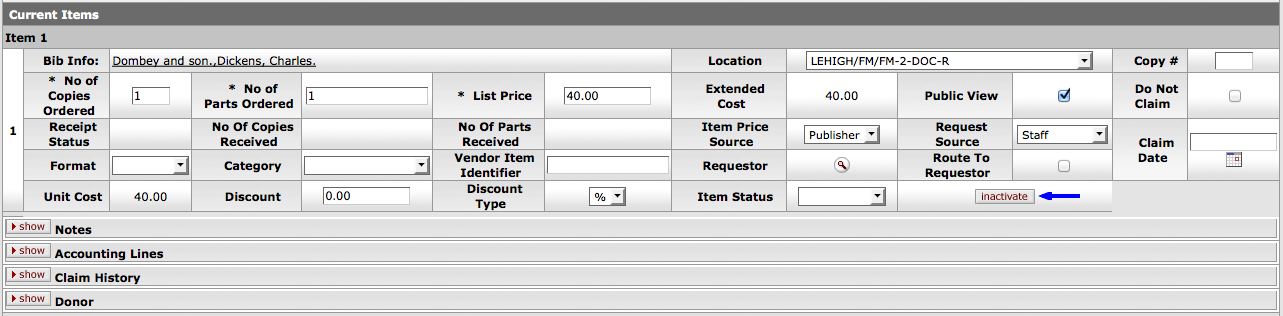 Current Items
Item 1
1
Bib Info: Dombey and son.,Dickens, Charles. Location LEHIGH/FM/FM-2-DOC-R Copy #
* No of Copies Ordered 1 * No of Parts Ordered 1 * List Price 40.00 Extended Cost 40.00 Public View Do Not Claim
Receipt Status No Of Copies Received No Of Parts Received Item Price Source Publisher Request Source Staff Claim Date
Format Category Vendor Item Identifier Requestor Route To Requestor
Unit Cost 40.00 Discount 0.00 Discount Type % Item Status inactivate
show Notes
show Accounting Lines
show Claim History
show Donor